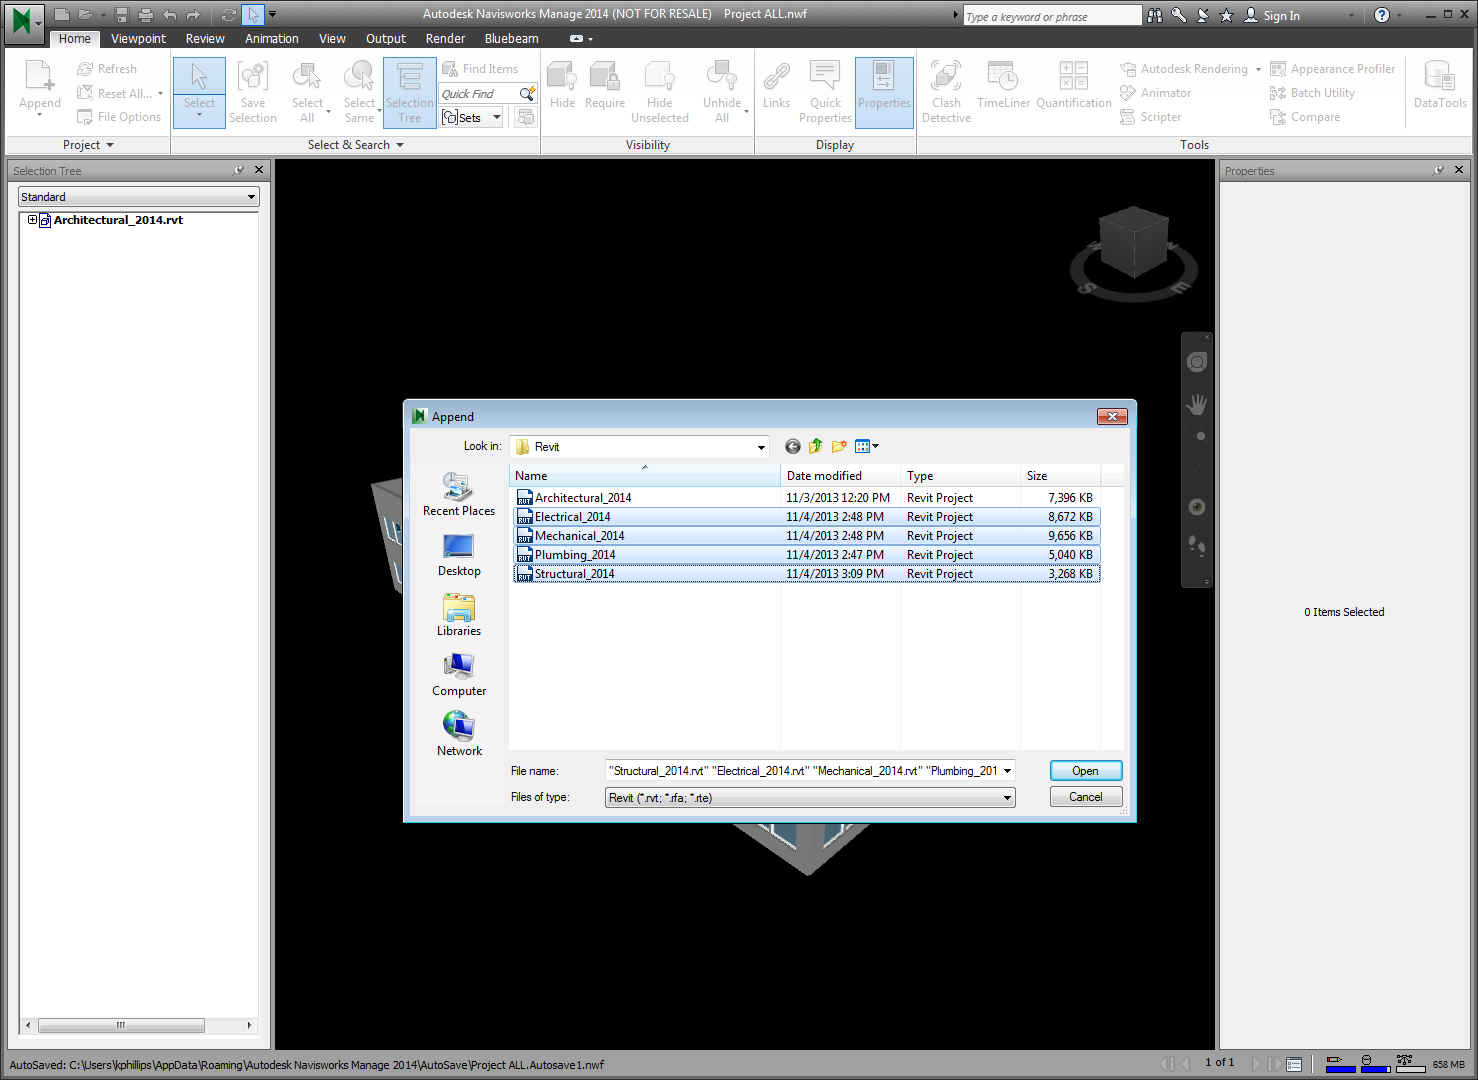 Autodesk Navisworks Manage 2014 (NOT FOR RESALE) Project ALL.nwf
Type a keyword or phrase
Sign In
Home Viewpoint Review Animation View Output Render Bluebeam
Append
Refresh
Reset All...
File Options
Project
Select
Save Selection
Select All
Select Same
Selection Tree
Find Items
Quick Find
Sets
Select & Search
Hide
Require
Hide Unselected
Unhide All
Visibility
Links
Quick Properties
Properties
Display
Clash Detective
TimeLiner
Quantification
Autodesk Rendering
Animator
Scripter
Appearance Profiler
Batch Utility
Compare
DataTools
Tools
Selection Tree
Standard
Architectural_2014.rvt
Properties
0 Items Selected
S
E
Append
Look in: Revit
Recent Places
Desktop
Libraries
Computer
Network
Name Date modified Type Size
Architectural_2014 11/3/2013 12:20 PM Revit Project 7,396 KB
Electrical_2014 11/4/2013 2:48 PM Revit Project 8,672 KB
Mechanical_2014 11/4/2013 2:48 PM Revit Project 9,656 KB
Plumbing_2014 11/4/2013 2:47 PM Revit Project 5,040 KB
Structural_2014 11/4/2013 3:09 PM Revit Project 3,268 KB
File name: "Structural_2014.rvt" "Electrical_2014.rvt" "Mechanical_2014.rvt" "Plumbing_201
Open
Files of type: Revit (*.rvt; *.rfa; *.rte)
Cancel
AutoSaved: C:\Users\kphillips\AppData\Roaming\Autodesk Navisworks Manage 2014\AutoSave\Project ALL.Autosave1.nwf
1 of 1
658 MB